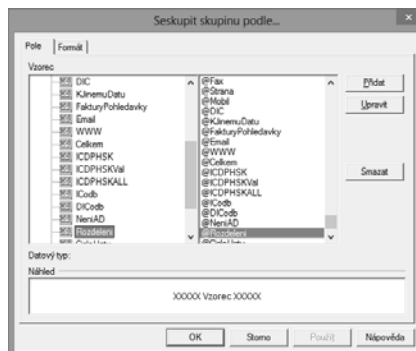 Seskupit skupinu podle...
Pole
Formát
Vzorec
DIC
KJinemuDatu
FakturyPohledavky
Email
WWW
Celkem
ICDPHSK
ICDPHSKVal
ICDPHSKALL
ICodb
DICodb
NeniAD
Rozdeleni
@Fax
@Strana
@Mobil
@DIC
@KJinemuDatu
@FakturyPohledavky
@Email
@WWW
@Celkem
@ICDPHSK
@ICDPHSKVal
@ICDPHSKALL
@ICodb
@DICodb
@NeniAD
@Rozdeleni
Přidat
Upravit
Smazat
Datový typ:
Náhled
XXXXX Vzorec XXXXX
OK
Storno
Použít
Nápověda